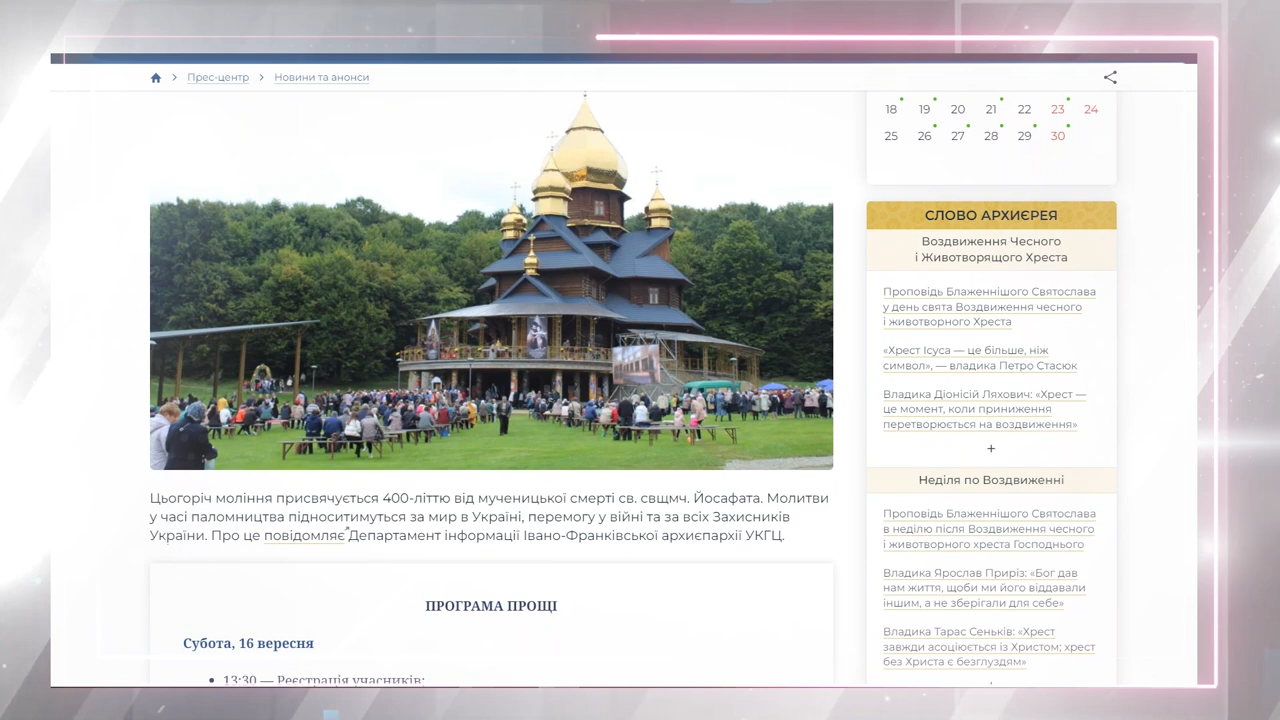 Прес-центр
Новини та анонси
18 19 20 21 22 23 24
25 26 27 28 29 30
СЛОВО АРХИЄРЕЯ
Воздвиження Чесного
і Животворящого Хреста
Проповідь Блаженнішого Святослава
у день свята Воздвиження чесного
і животворного Хреста
«Хрест Ісуса — це більше, ніж
символ», — владика Петро Стасюк
Владика Діонісій Ляхович: «Хрест —
це момент, коли приниження
перетворюється на воздвиження»
+
Неділя по Воздвиженні
Проповідь Блаженнішого Святослава
в неділю після Воздвиження чесного
і животворного хреста Господнього
Владика Ярослав Приріз: «Бог дав
нам життя, щоби ми його віддавали
іншим, а не зберігали для себе»
Владика Тарас Сеньків: «Хрест
завжди асоціюється із Христом; хрест
без Христа є безглуздям»
Цьогоріч моління присвячується 400-літтю від мученицької смерті св. свщмч. Йосафата. Молитви
у часі паломництва підноситимуться за мир в Україні, перемогу у війні та за всіх Захисників
України. Про це повідомляє Департамент інформації Івано-Франківської архиєпархії УКГЦ.
ПРОГРАМА ПРОЩІ
Субота, 16 вересня
• 13:30 — Реєстрація учасників;